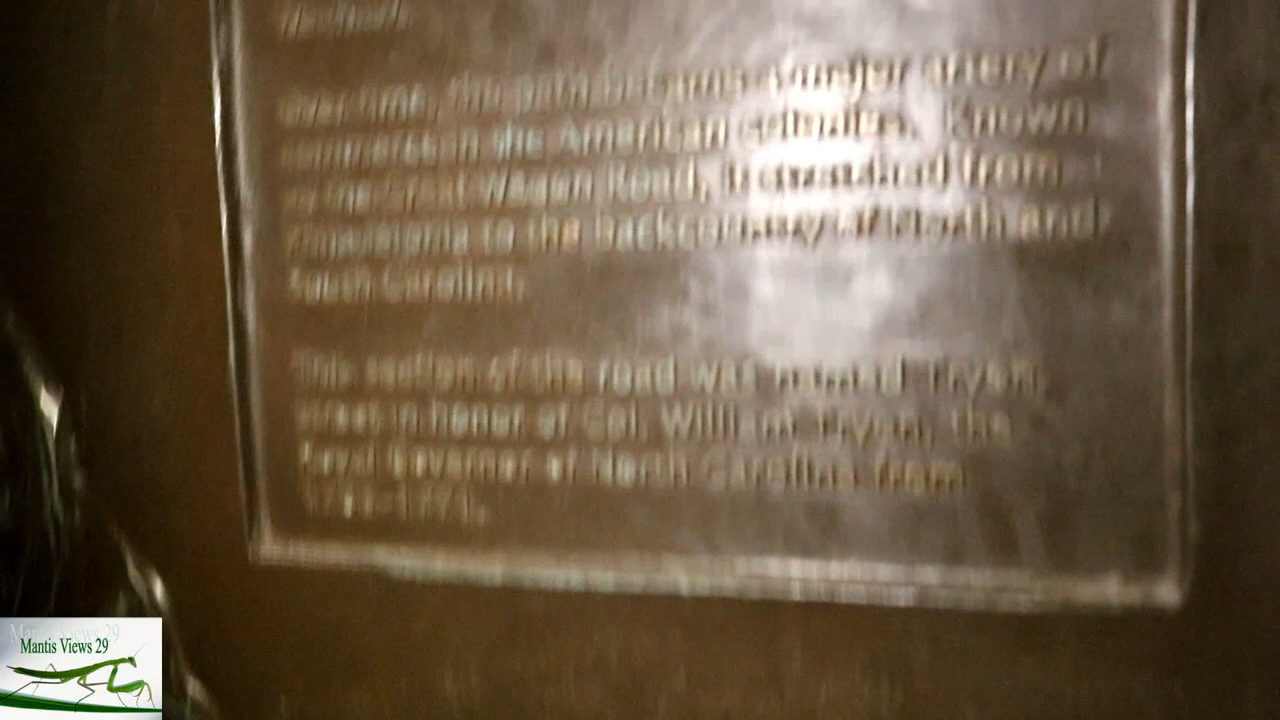 over time, the path became a major artery of
commerce in the American colonies. Known
as the Great Wagon Road, it stretched from
to the backcountry of North and
South Carolina.
This section of the road was named Tryon
Street in honor of Col. William Tryon, the
Royal Governor of North Carolina from
Mantis Views 29